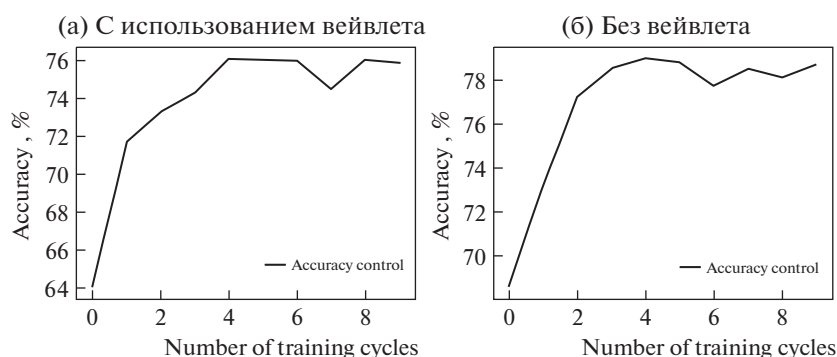 (а) С использованием вейвлета
76
74
72
70
68
66
64
Accuracy , %
Accuracy control
0 2 4 6 8
Number of training cycles
(б) Без вейвлета
78
76
74
72
70
Accuracy , %
Accuracy control
0 2 4 6 8
Number of training cycles